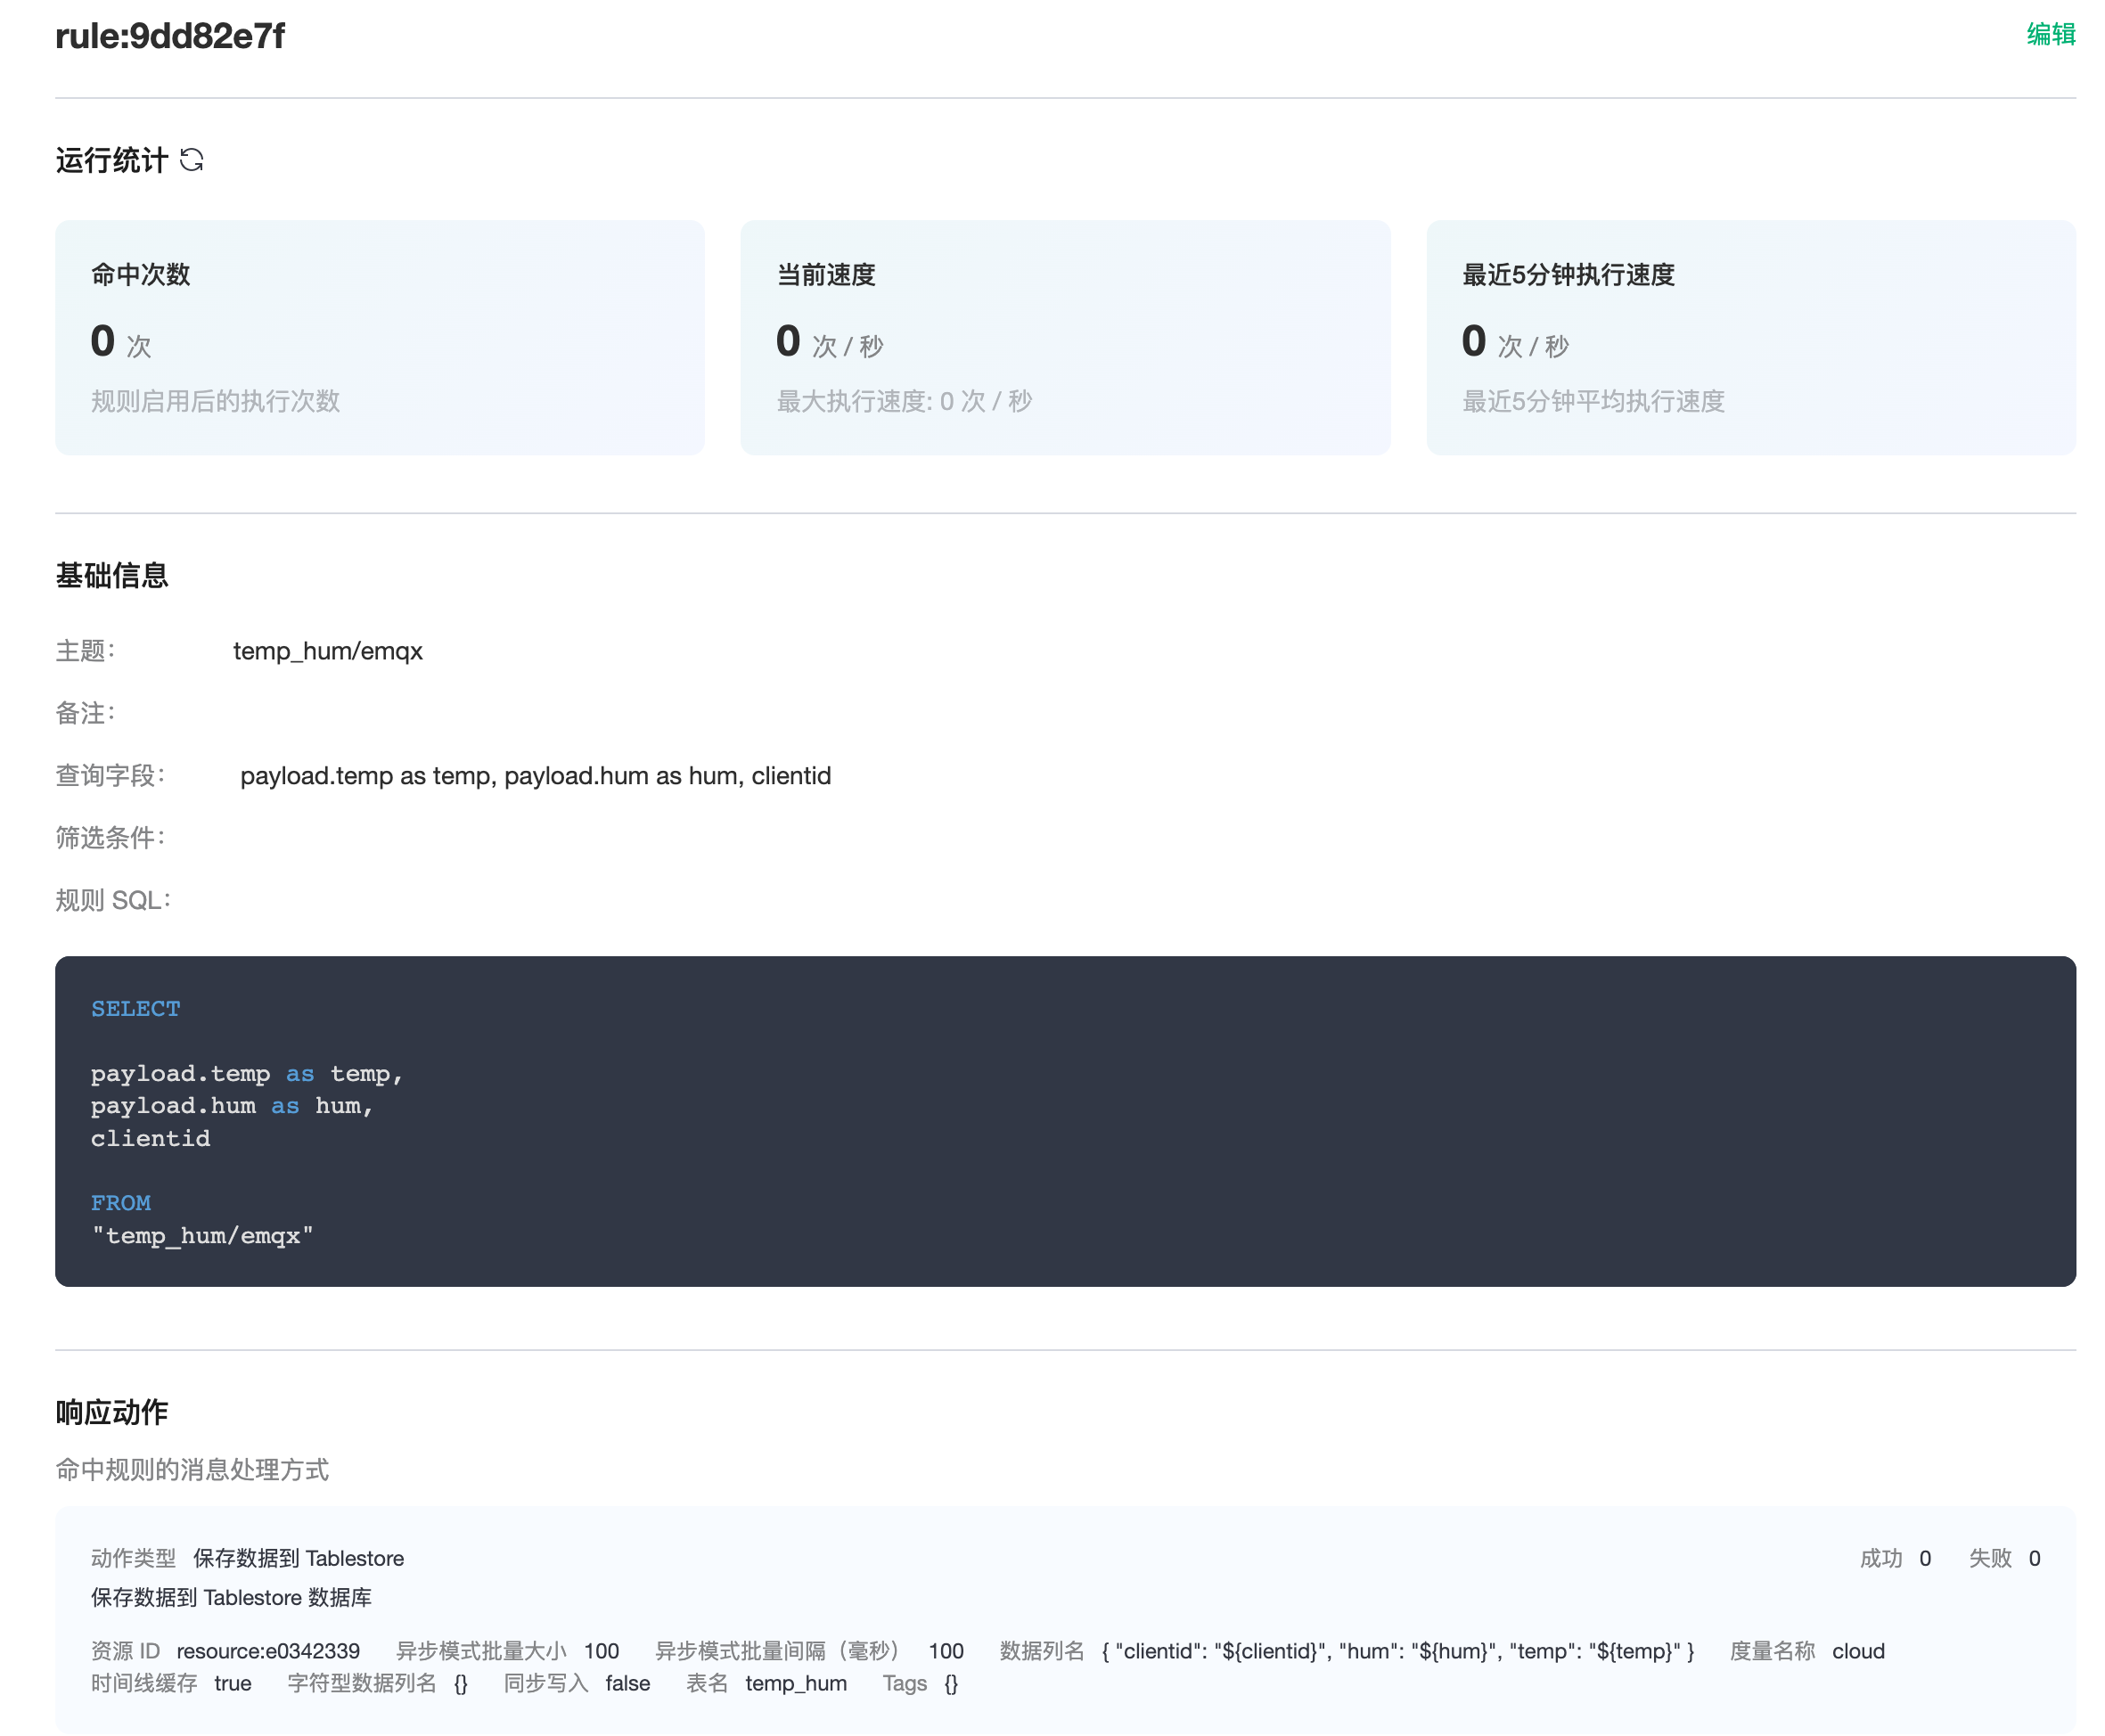 rule:9dd82e7f
编辑
运行统计
命中次数
0 次
规则启用后的执行次数
当前速度
0 次 / 秒
最大执行速度: 0 次 / 秒
最近5分钟执行速度
0 次 / 秒
最近5分钟平均执行速度
基础信息
主题: temp_hum/emqx
备注:
查询字段: payload.temp as temp, payload.hum as hum, clientid
筛选条件:
规则 SQL:
SELECT
payload.temp as temp,
payload.hum as hum,
clientid
FROM
"temp_hum/emqx"
响应动作
命中规则的消息处理方式
动作类型 保存数据到 Tablestore 成功 0 失败 0
保存数据到 Tablestore 数据库
资源 ID resource:e0342339 异步模式批量大小 100 异步模式批量间隔（毫秒） 100 数据列名 { "clientid": "${clientid}", "hum": "${hum}", "temp": "${temp}" } 度量名称 cloud
时间线缓存 true 字符型数据列名 {} 同步写入 false 表名 temp_hum Tags {}